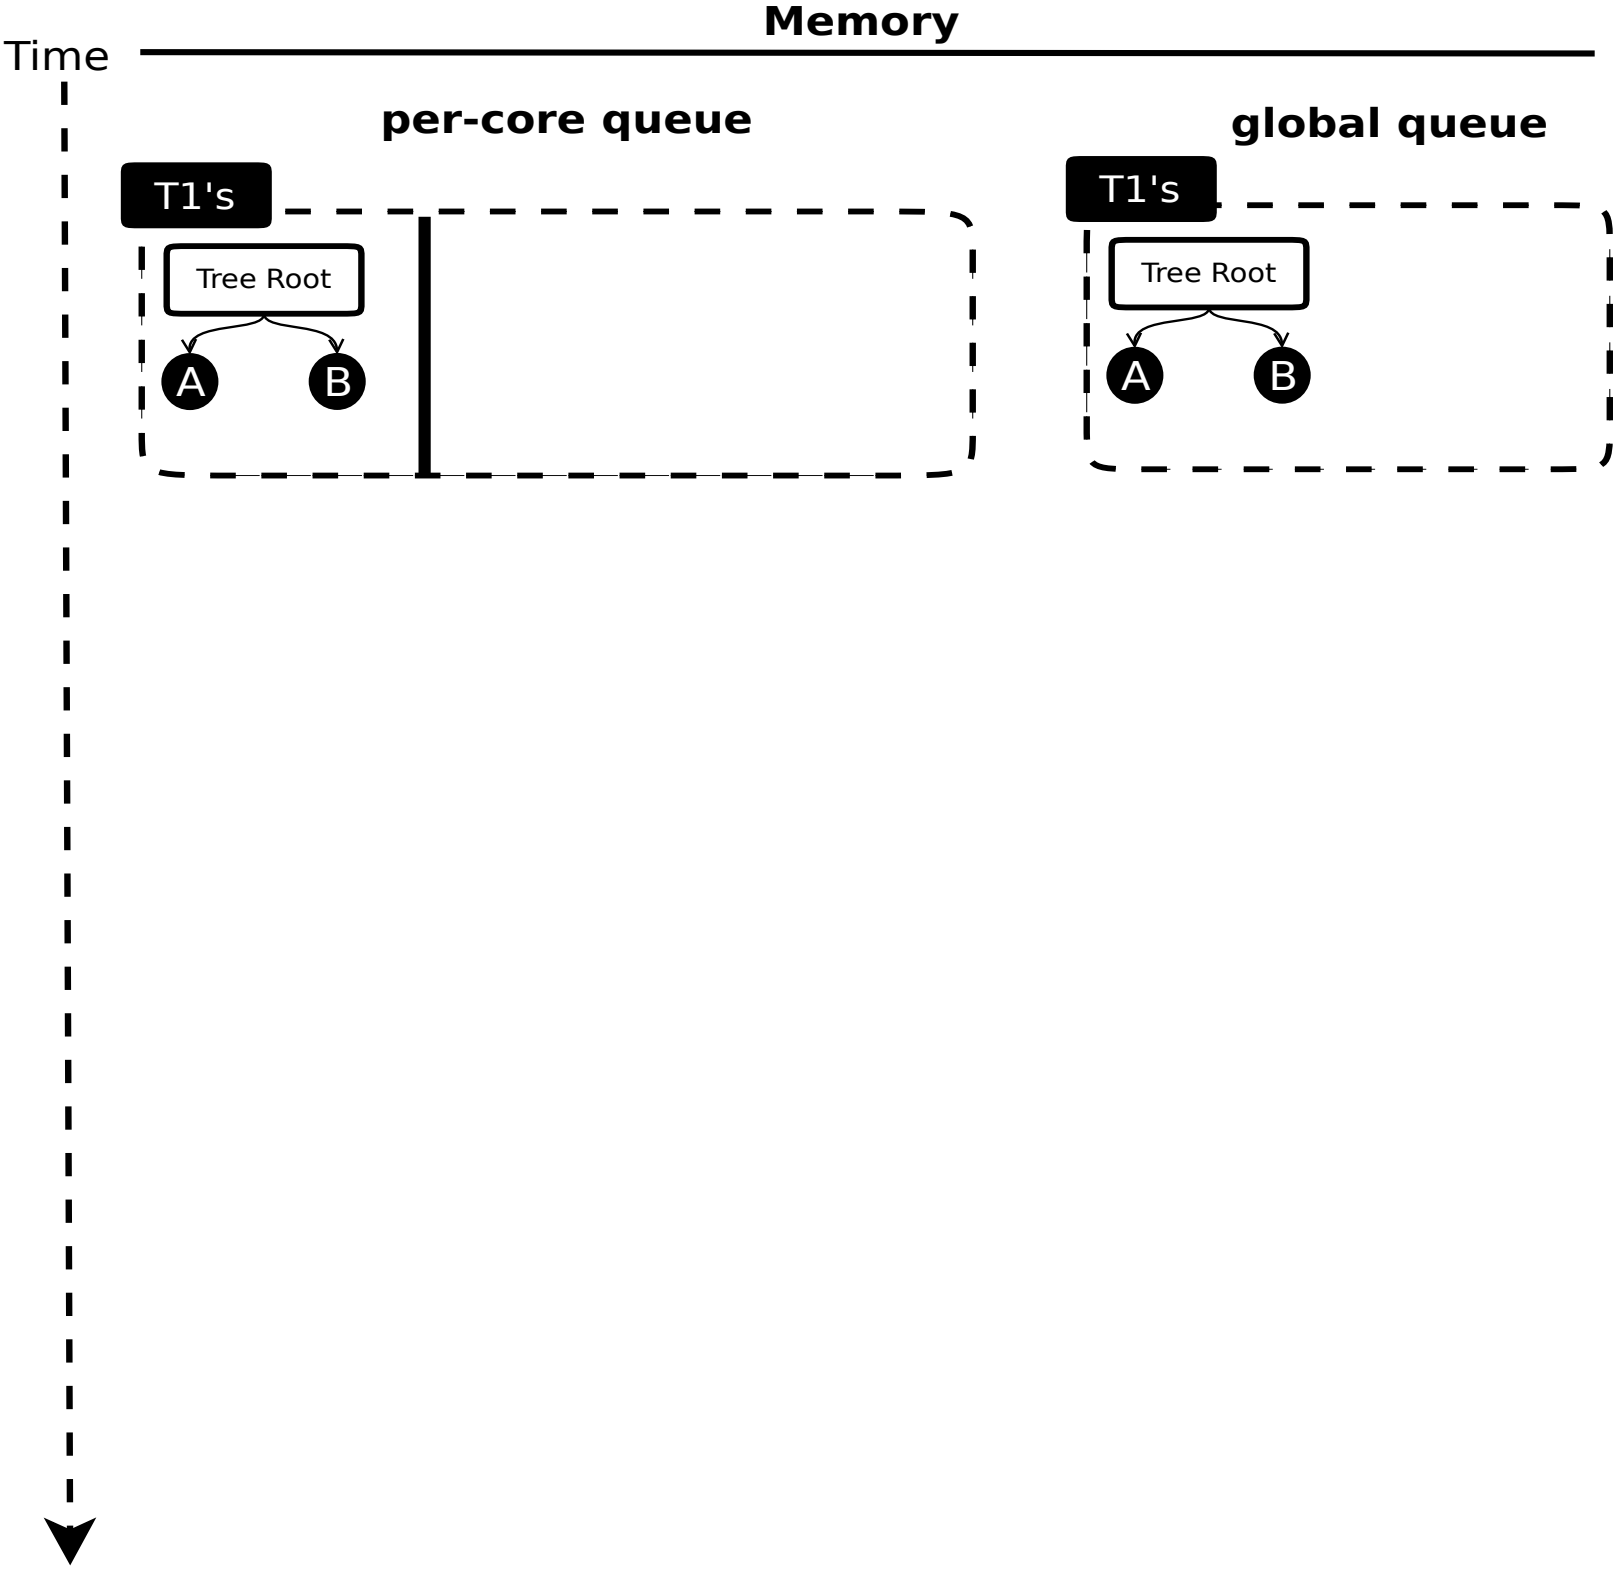 Memory
Time
per-core queue
global queue
T1's
T1's
Tree Root
Tree Root
A B
A B